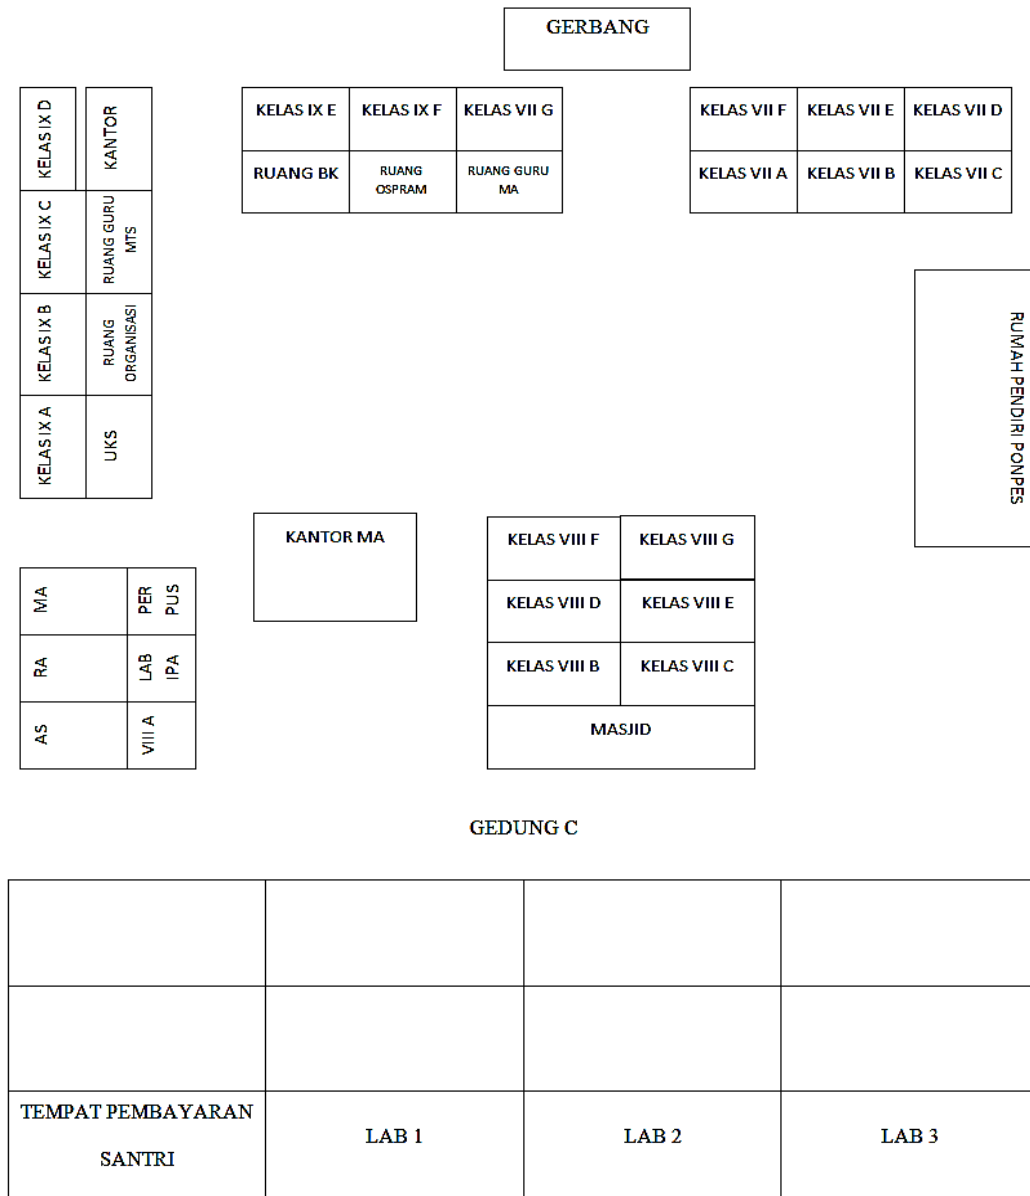 GERBANG
KELAS IX D
KANTOR
KELAS IX C
RUANG GURU
MTS
KELAS IX B
RUANG
ORGANISASI
KELAS IX A
UKS
KELAS IX E
KELAS IX F
KELAS VII G
RUANG BK
RUANG
OSPRAM
RUANG GURU
MA
KELAS VII F
KELAS VII E
KELAS VII D
KELAS VII A
KELAS VII B
KELAS VII C
RUMAH PENDIRI PONPES
KANTOR MA
KELAS VIII F
KELAS VIII G
KELAS VIII D
KELAS VIII E
KELAS VIII B
KELAS VIII C
MASJID
MA
PER
PUS
RA
LAB
IPA
AS
VIII A
GEDUNG C
TEMPAT PEMBAYARAN
SANTRI
LAB 1
LAB 2
LAB 3